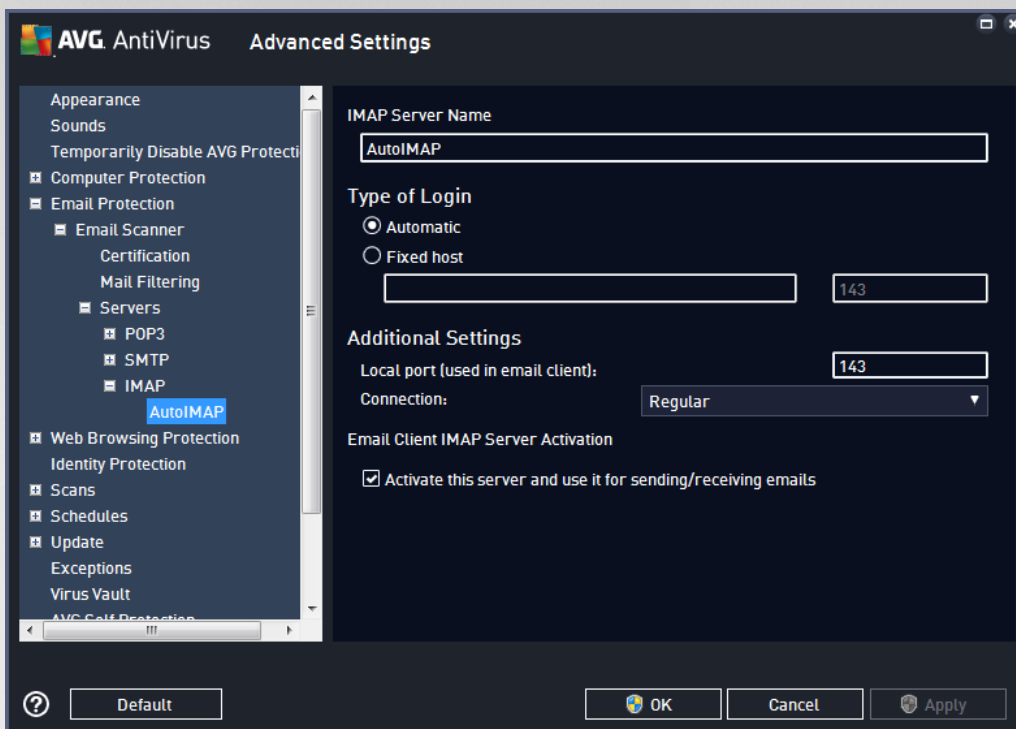 AVG. AntiVirus Advanced Settings
Appearance
Sounds
Temporarily Disable AVG Protecti
Computer Protection
Email Protection
Email Scanner
Certification
Mail Filtering
Servers
POP3
SMTP
IMAP
AutoIMAP
Web Browsing Protection
Identity Protection
Scans
Schedules
Update
Exceptions
Virus Vault
AVG Self Protection
IMAP Server Name
AutoIMAP
Type of Login
Automatic
Fixed host
143
Additional Settings
Local port (used in email client): 143
Connection: Regular
Email Client IMAP Server Activation
Activate this server and use it for sending/receiving emails
? Default OK Cancel Apply